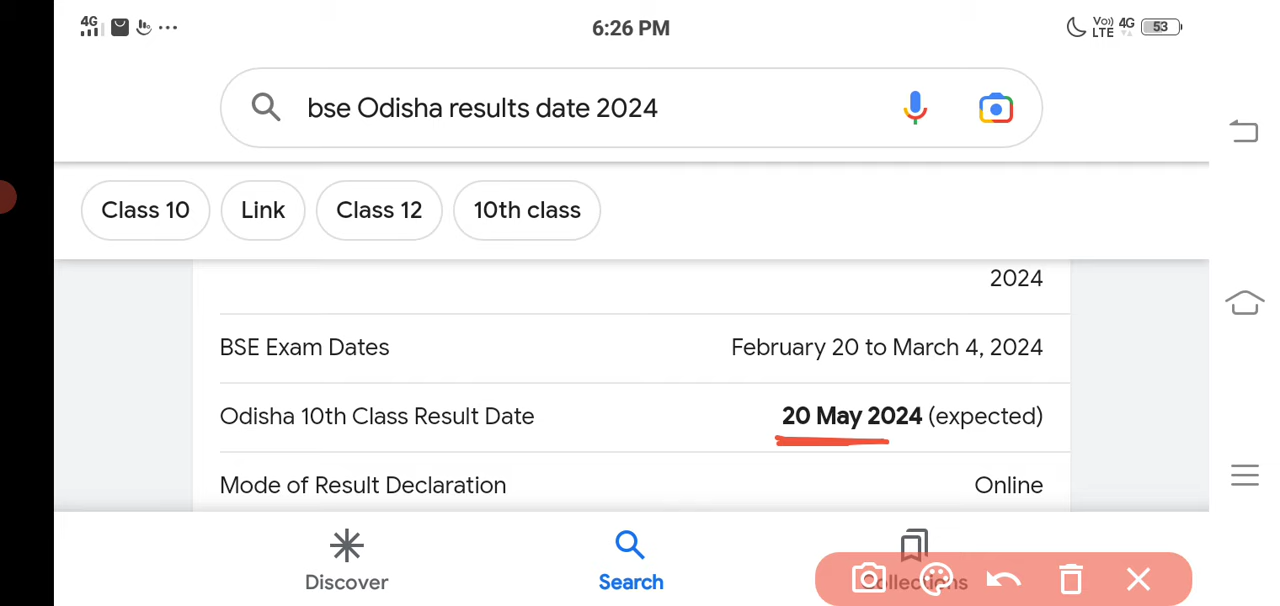 4G 6:26 PM Vo) LTE 4G 53
bse Odisha results date 2024
Class 10 Link Class 12 10th class
2024
BSE Exam Dates February 20 to March 4, 2024
Odisha 10th Class Result Date 20 May 2024 (expected)
Mode of Result Declaration Online
Discover Search Collections